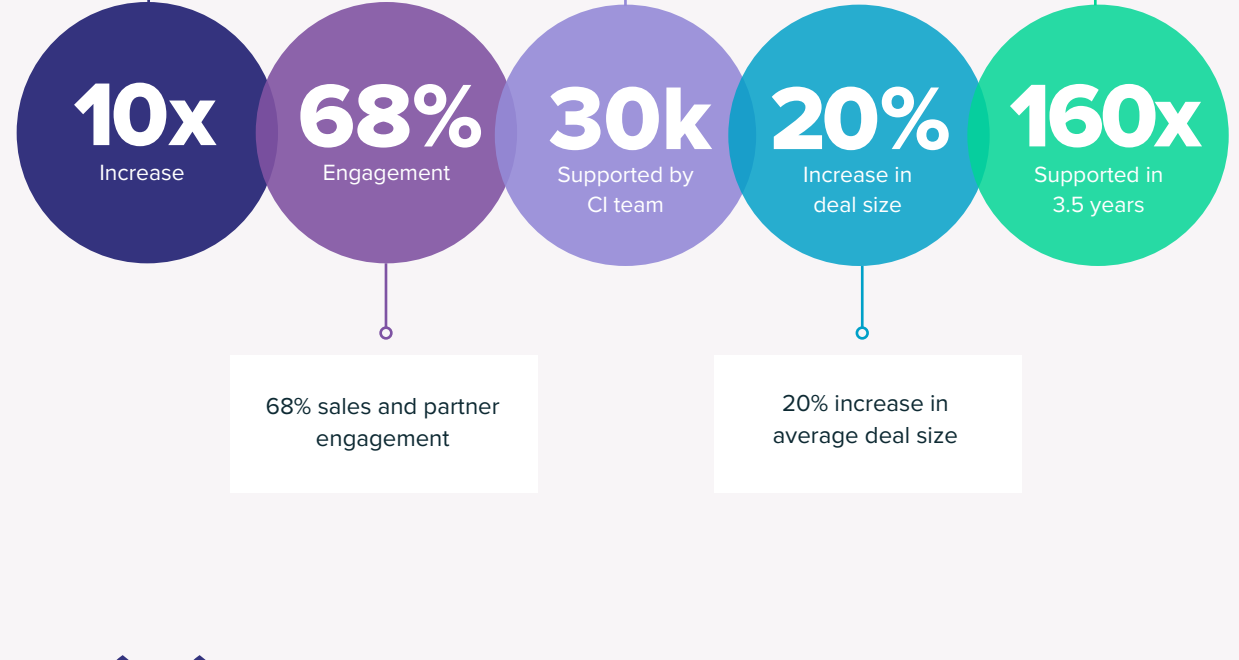 10x
Increase
68%
Engagement
30k
Supported by
CI team
20%
Increase in
deal size
160x
Supported in
3.5 years
68% sales and partner
engagement
20% increase in
average deal size